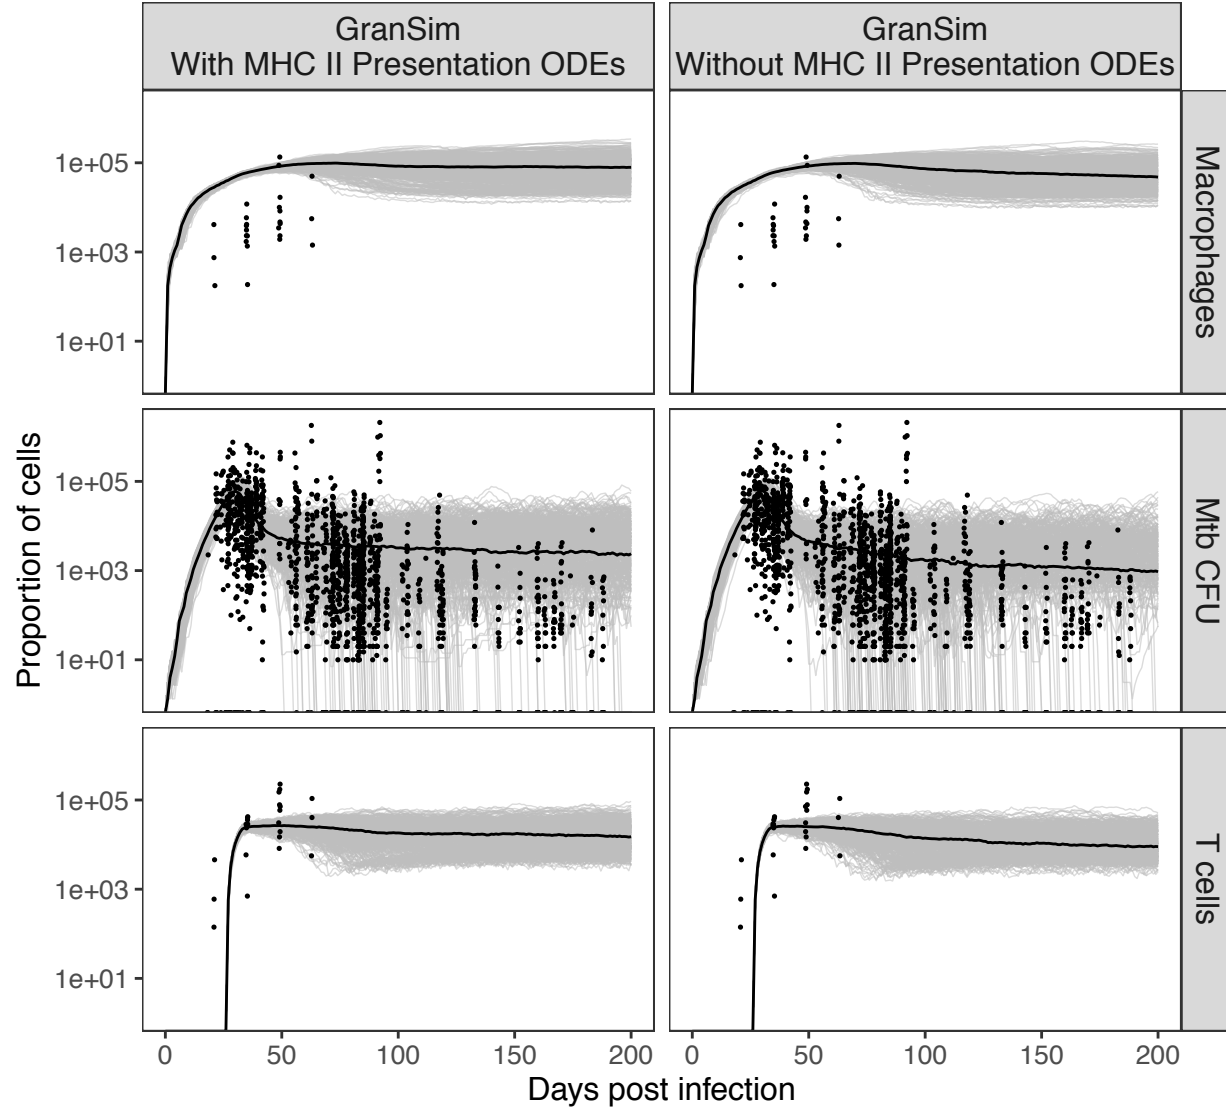 GranSim
With MHC II Presentation ODEs
GranSim
Without MHC II Presentation ODEs
1e+05
1e+03
1e+01
Macrophages
Proportion of cells
1e+05
1e+03
1e+01
Mtb CFU
1e+05
1e+03
1e+01
T cells
0 50 100 150 200
0 50 100 150 200
Days post infection